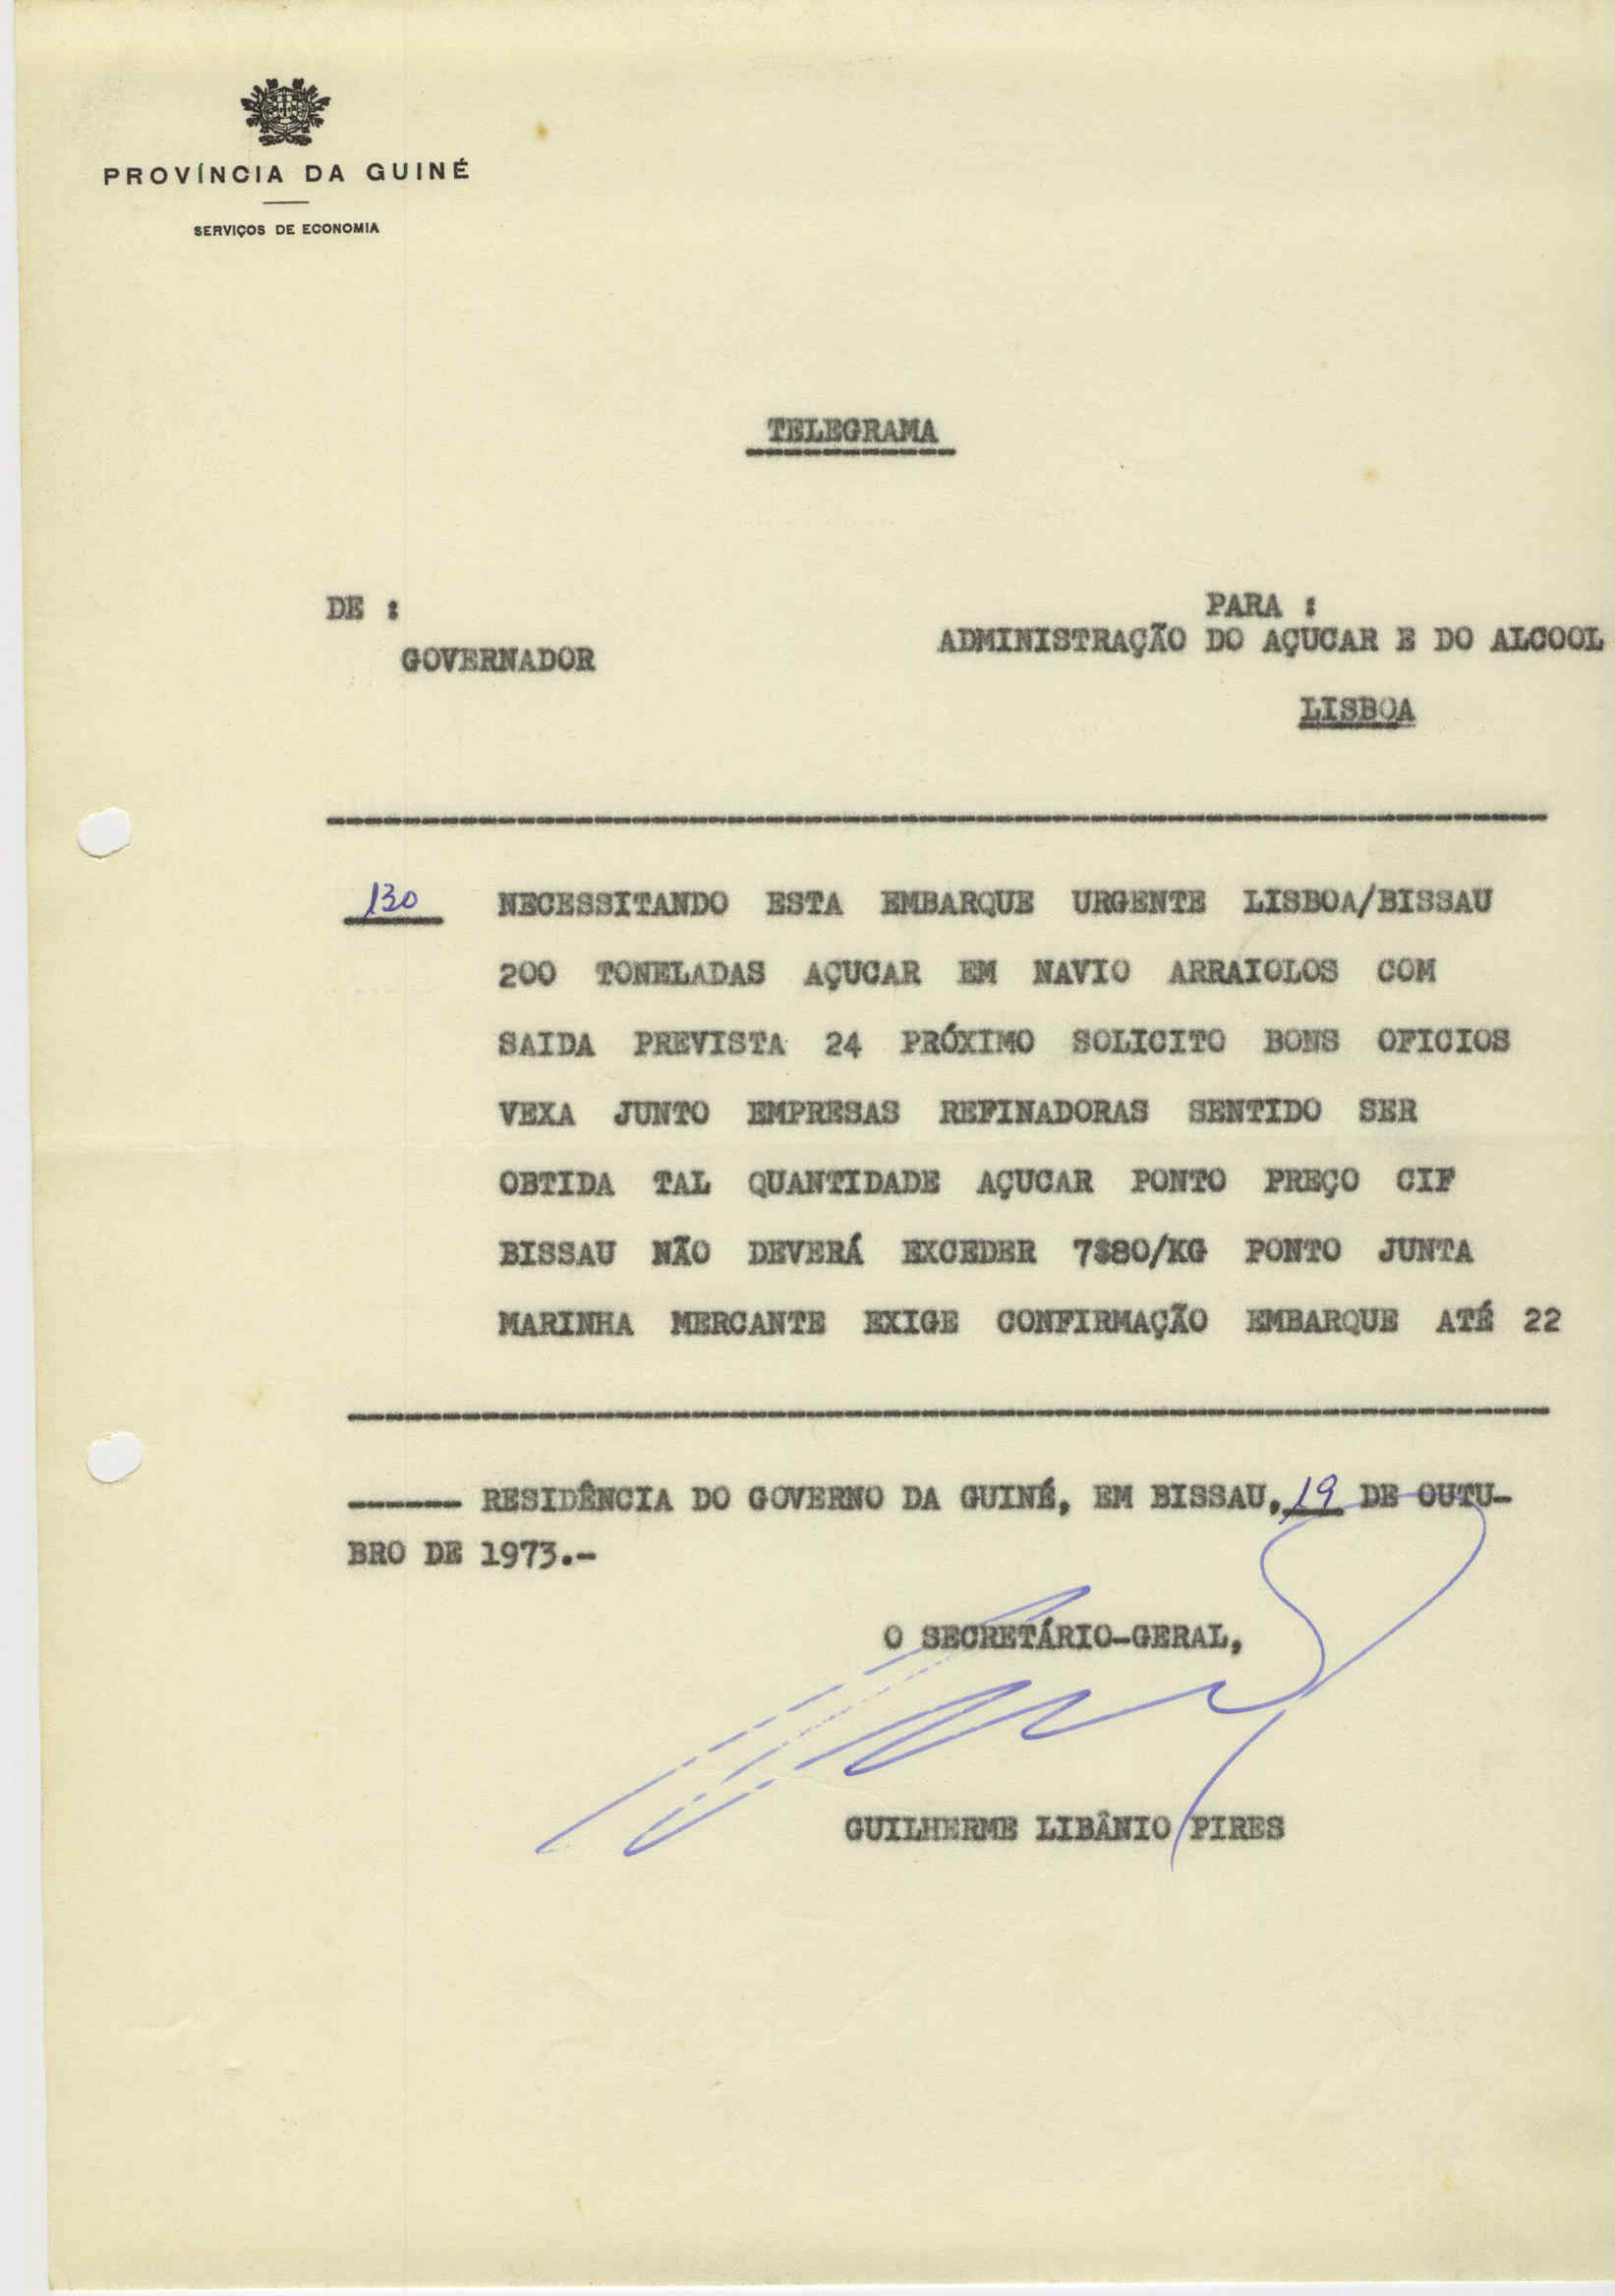 PROVÍNCIA DA GUINÉ
SERVIÇOS DE ECONOMIA
TELEGRAMA
DE :
GOVERNADOR
PARA :
ADMINISTRAÇÃO DO AÇUCAR E DO ALCOOL
LISBOA
130 NECESSITANDO ESTA EMBARQUE URGENTE LISBOA/BISSAU
200 TONELADAS AÇUCAR EM NAVIO ARRAIOLOS COM
SAIDA PREVISTA 24 PRÓXIMO SOLICITO BONS OFICIOS
VEXA JUNTO EMPRESAS REFINADORAS SENTIDO SER
OBTIDA TAL QUANTIDADE AÇUCAR PONTO PREÇO CIF
BISSAU NÃO DEVERÁ EXCEDER 7$80/KG PONTO JUNTA
MARINHA MERCANTE EXIGE CONFIRMAÇÃO EMBARQUE ATÉ 22
------ RESIDÊNCIA DO GOVERNO DA GUINÉ, EM BISSAU, 19 DE OUTU-
BRO DE 1973.-
O SECRETÁRIO-GERAL,
GUILHERME LIBÂNIO PIRES